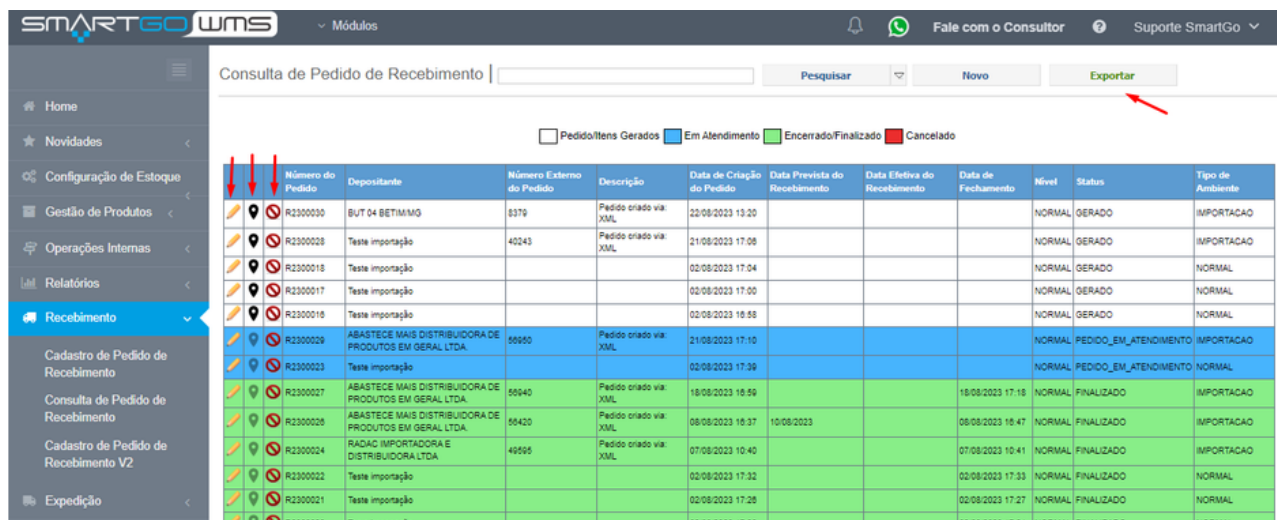 SMARTGO WMS
Módulos
Fale com o Consultor
Suporte SmartGo
Home
Novidades
Configuração de Estoque
Gestão de Produtos
Operações Internas
Relatórios
Recebimento
Cadastro de Pedido de
Recebimento
Consulta de Pedido de
Recebimento
Cadastro de Pedido de
Recebimento V2
Expedição
Consulta de Pedido de Recebimento
Pesquisar
Novo
Exportar
Pedido/Itens Gerados Em Atendimento Encerrado/Finalizado Cancelado
Número do Pedido Depositante Número Externo do Pedido Descrição Data de Criação do Pedido Data Prevista do Recebimento Data Efetiva do Recebimento Data de Fechamento Nível Status Tipo de Ambiente
R2300030 BUT 04 BETIM/MG 8379 Pedido criado via: XML 22/08/2023 13:20 NORMAL GERADO IMPORTACAO
R2300028 Teste importação 40243 Pedido criado via: XML 21/08/2023 17:06 NORMAL GERADO IMPORTACAO
R2300018 Teste importação 02/08/2023 17:04 NORMAL GERADO NORMAL
R2300017 Teste importação 02/08/2023 17:00 NORMAL GERADO NORMAL
R2300016 Teste importação 02/08/2023 16:58 NORMAL GERADO NORMAL
R2300029 ABASTECE MAIS DISTRIBUIDORA DE PRODUTOS EM GERAL LTDA. 56960 Pedido criado via: XML 21/08/2023 17:10 NORMAL PEDIDO_EM_ATENDIMENTO IMPORTACAO
R2300023 Teste importação 02/08/2023 17:39 NORMAL PEDIDO_EM_ATENDIMENTO NORMAL
R2300027 ABASTECE MAIS DISTRIBUIDORA DE PRODUTOS EM GERAL LTDA. 56940 Pedido criado via: XML 18/08/2023 16:59 18/08/2023 17:18 NORMAL FINALIZADO IMPORTACAO
R2300026 ABASTECE MAIS DISTRIBUIDORA DE PRODUTOS EM GERAL LTDA. 56420 Pedido criado via: XML 08/08/2023 16:37 10/08/2023 08/08/2023 16:47 NORMAL FINALIZADO IMPORTACAO
R2300024 RADAC IMPORTADORA E DISTRIBUIDORA LTDA 49595 Pedido criado via: XML 07/08/2023 10:40 07/08/2023 10:41 NORMAL FINALIZADO IMPORTACAO
R2300022 Teste importação 02/08/2023 17:32 02/08/2023 17:33 NORMAL FINALIZADO NORMAL
R2300021 Teste importação 02/08/2023 17:26 02/08/2023 17:27 NORMAL FINALIZADO NORMAL